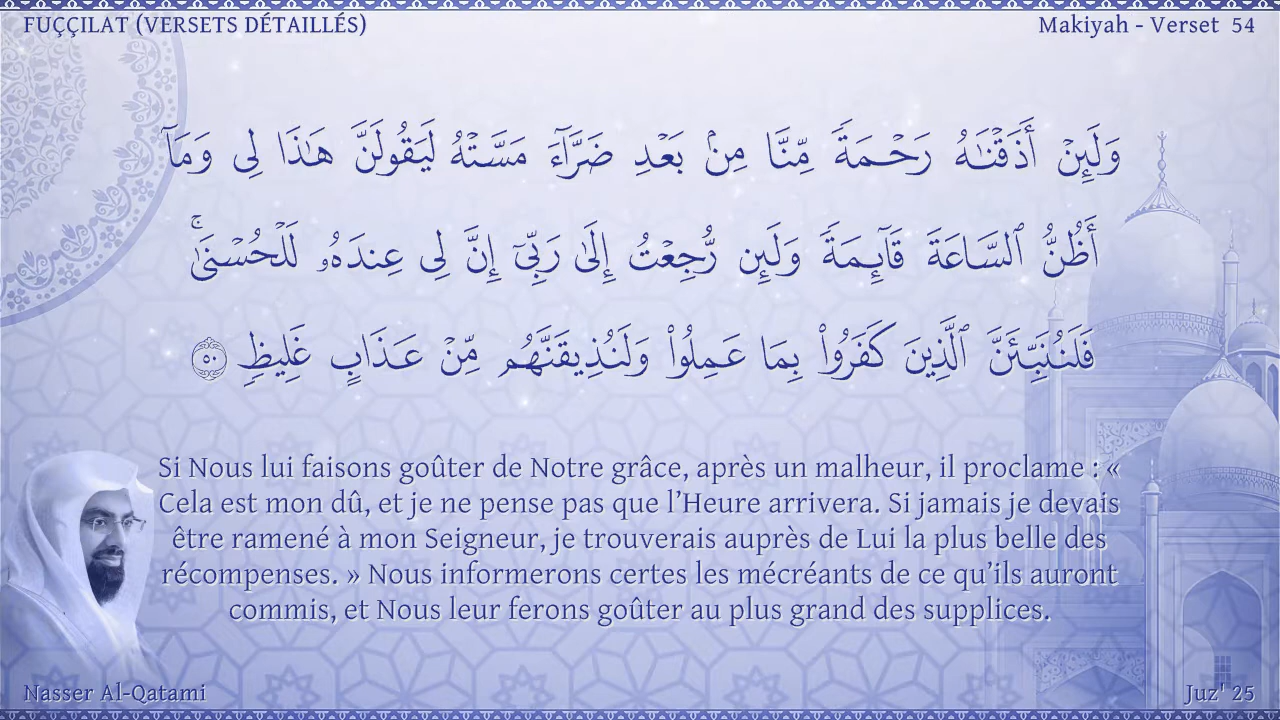 FUÇÇILAT (VERSETS DÉTAILLÉS)
Makiyah - Verset 54
وَلَئِنْ أَذَقْنَٰهُ رَحْمَةً مِّنَّا مِنۢ بَعْدِ ضَرَّآءَ مَسَّتْهُ لَيَقُولَنَّ هَٰذَا لِى وَمَآ
أَظُنُّ ٱلسَّاعَةَ قَآئِمَةً وَلَئِن رُّجِعْتُ إِلَىٰ رَبِّىٓ إِنَّ لِى عِندَهُۥ لَلْحُسْنَىٰ ۚ
فَلَنُنَبِّئَنَّ ٱلَّذِينَ كَفَرُوا۟ بِمَا عَمِلُوا۟ وَلَنُذِيقَنَّهُم مِّنْ عَذَابٍ غَلِيظٍ ٥٠
Si Nous lui faisons goûter de Notre grâce, après un malheur, il proclame : «
Cela est mon dû, et je ne pense pas que l’Heure arrivera. Si jamais je devais
être ramené à mon Seigneur, je trouverais auprès de Lui la plus belle des
récompenses. » Nous informerons certes les mécréants de ce qu’ils auront
commis, et Nous leur ferons goûter au plus grand des supplices.
Nasser Al-Qatami
Juz' 25